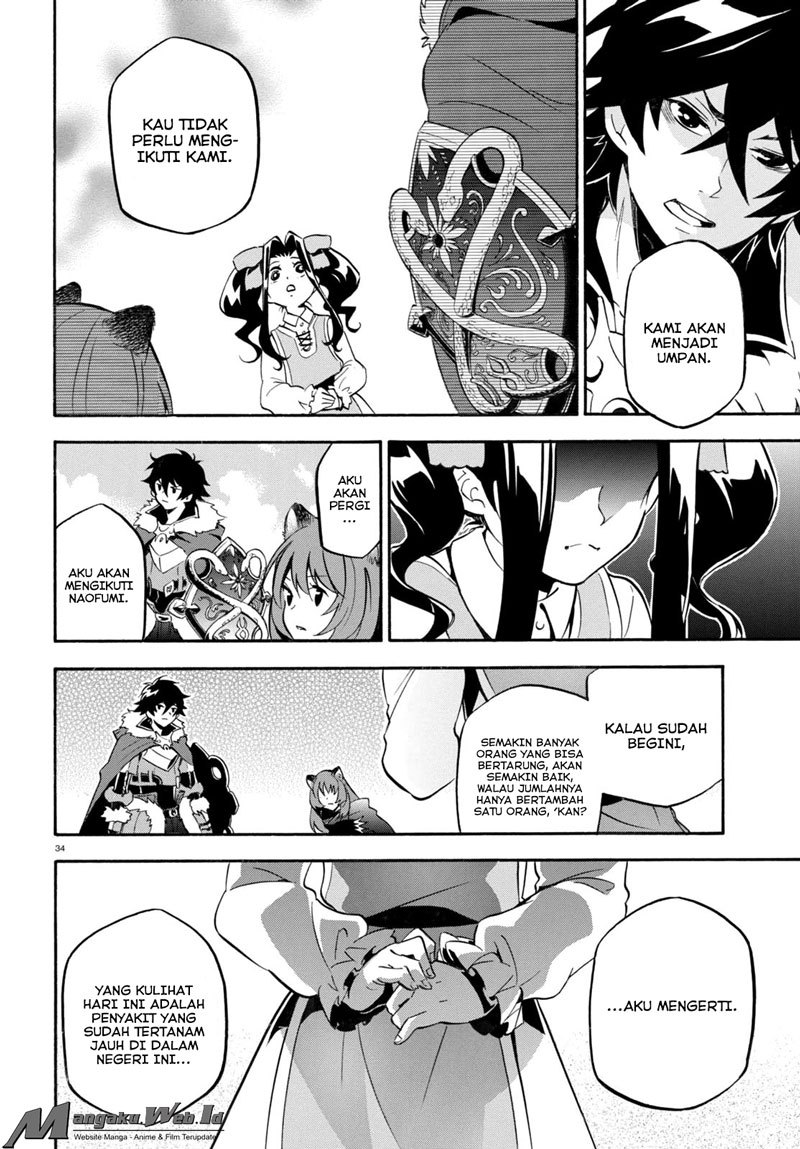 KAMI AKAN
MENJADI
UMPAN.
KAU TIDAK
PERLU MENG-
IKUTI KAMI.
AKU
AKAN
PERGI
...
AKU AKAN
MENGIKUTI
NAOFUMI.
KALAU SUDAH
BEGINI,
SEMAKIN BANYAK
ORANG YANG BISA
BERTARUNG, AKAN
SEMAKIN BAIK,
WALAU JUMLAHNYA
HANYA BERTAMBAH
SATU ORANG, 'KAN?
34
...AKU MENGERTI.
YANG KULIHAT
HARI INI ADALAH
PENYAKIT YANG
SUDAH TERTANAM
JAUH DI DALAM
NEGERI INI...
Mangaku.Web.Id
Website Manga - Anime & Film Terupdate